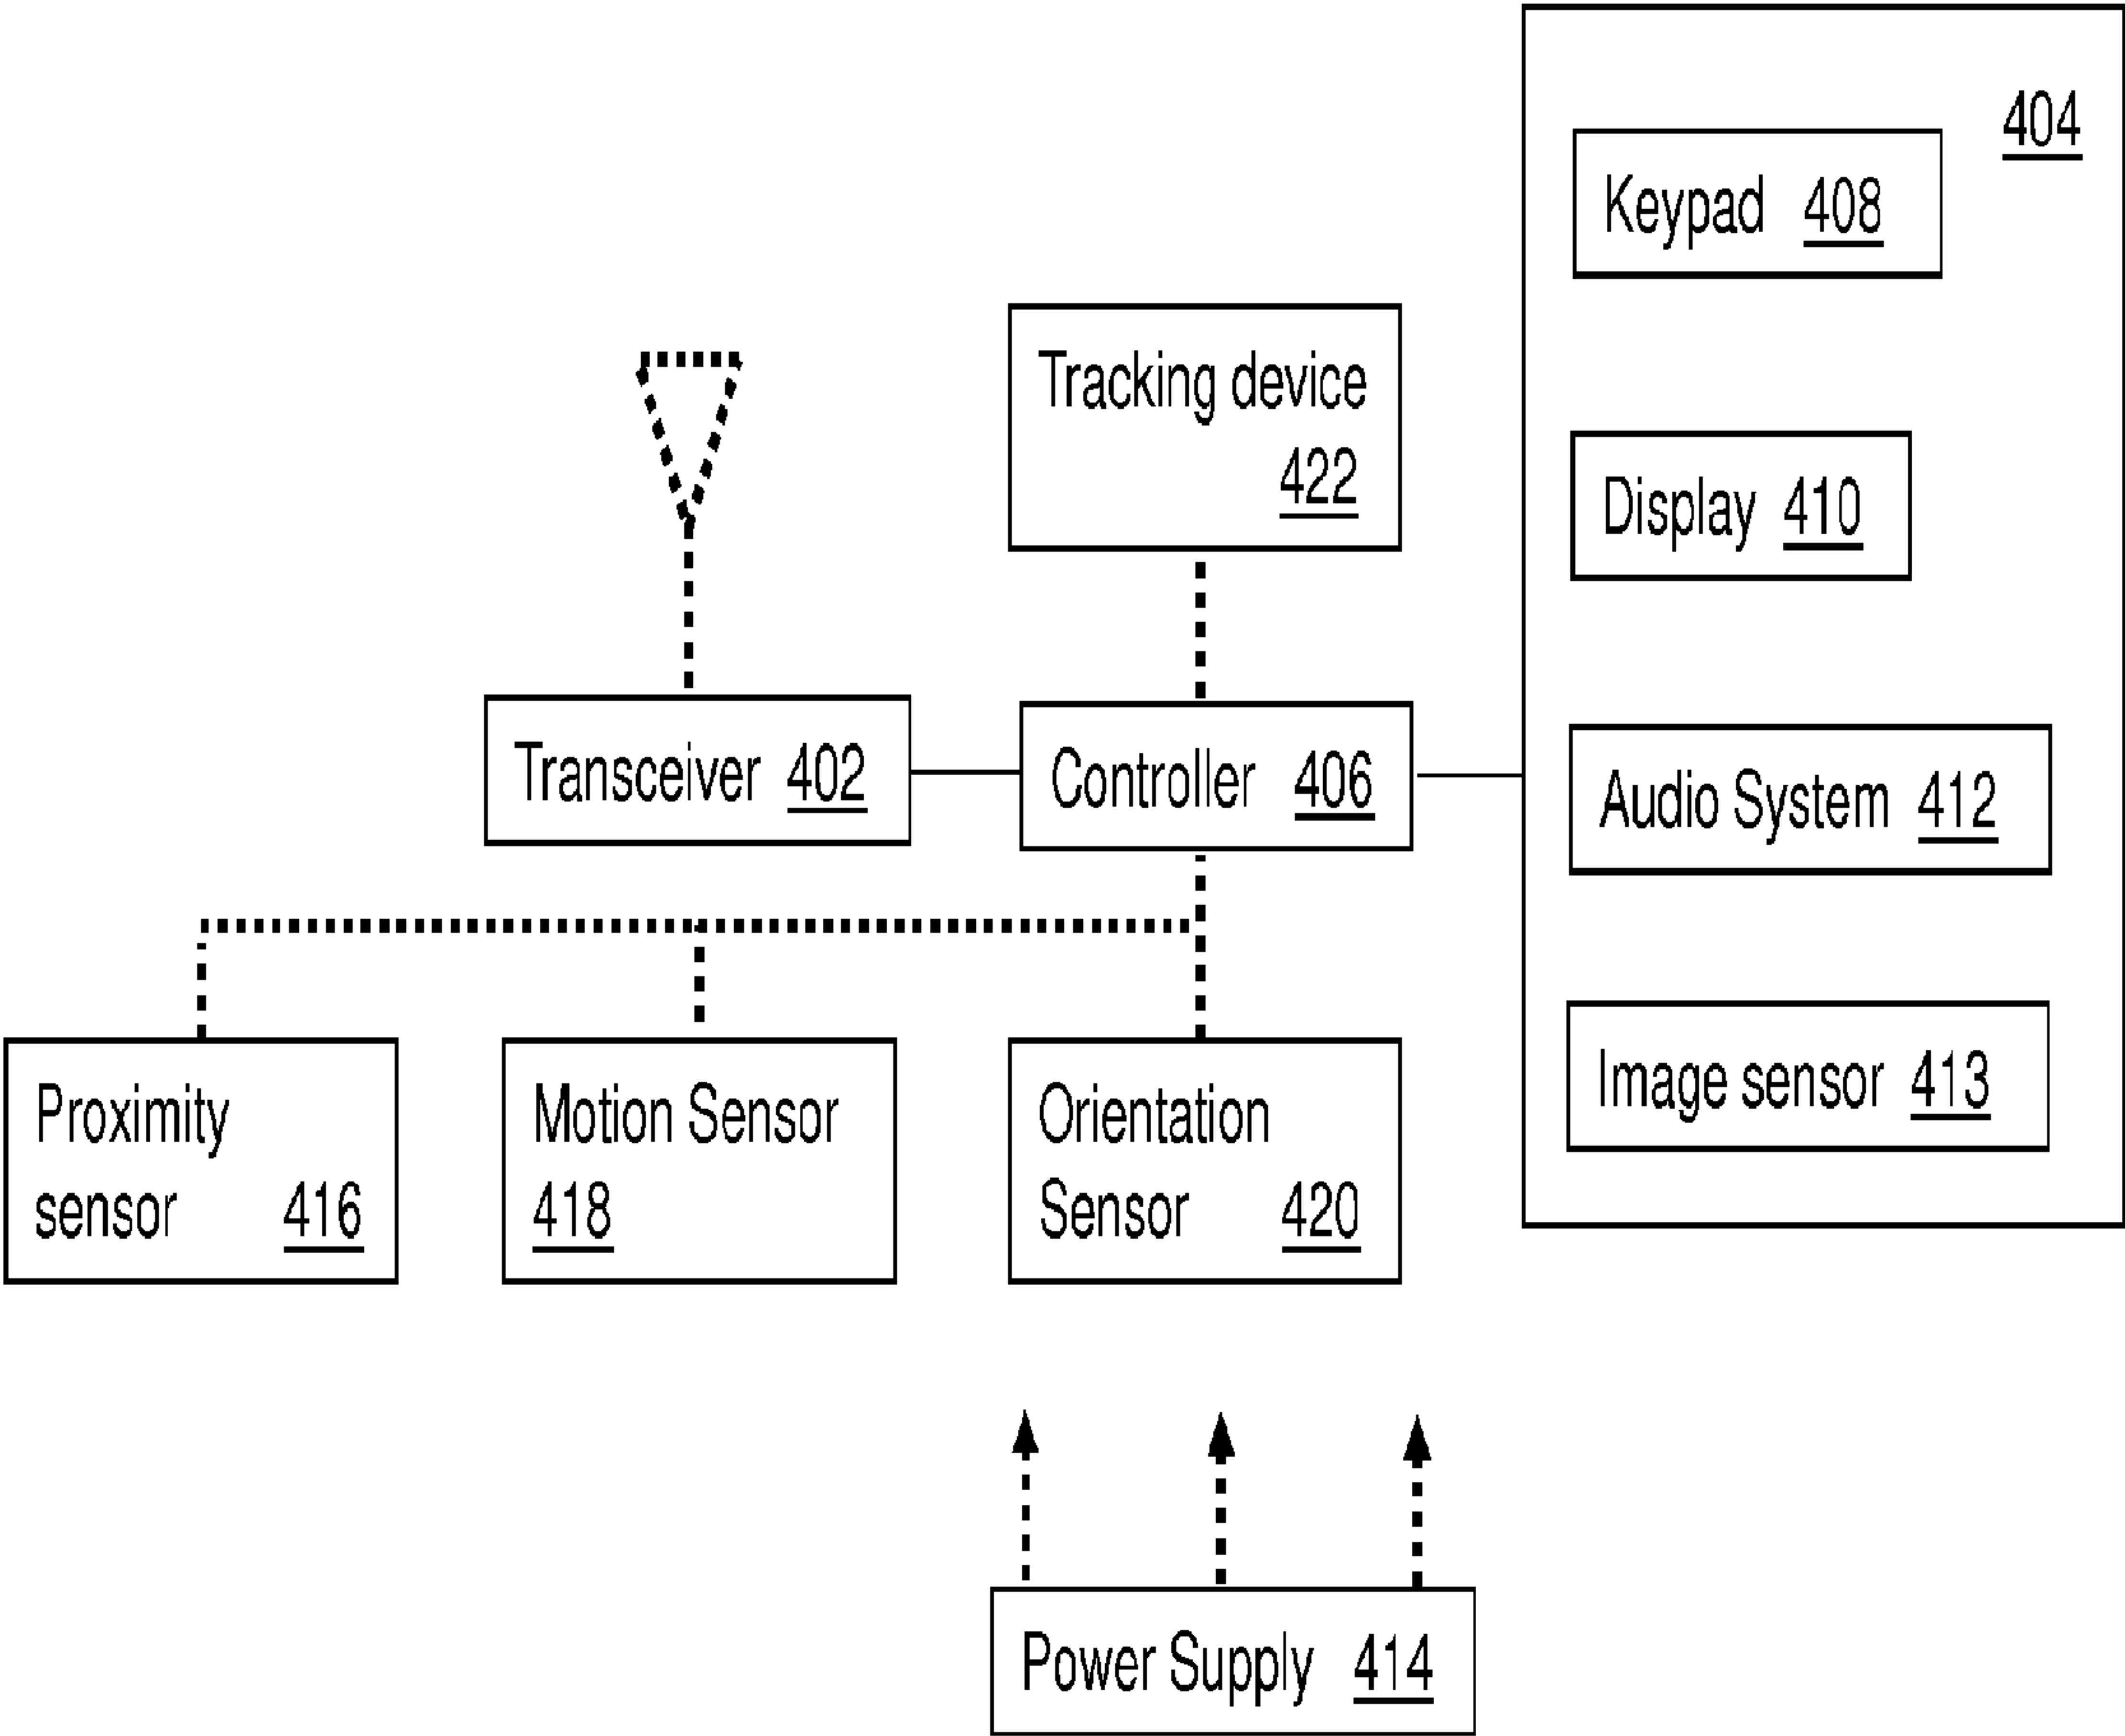 404
Keypad 408
Tracking device
422
Display 410
Transceiver 402
Controller 406
Audio System 412
Image sensor 413
Proximity
sensor 416
Motion Sensor
418
Orientation
Sensor 420
Power Supply 414